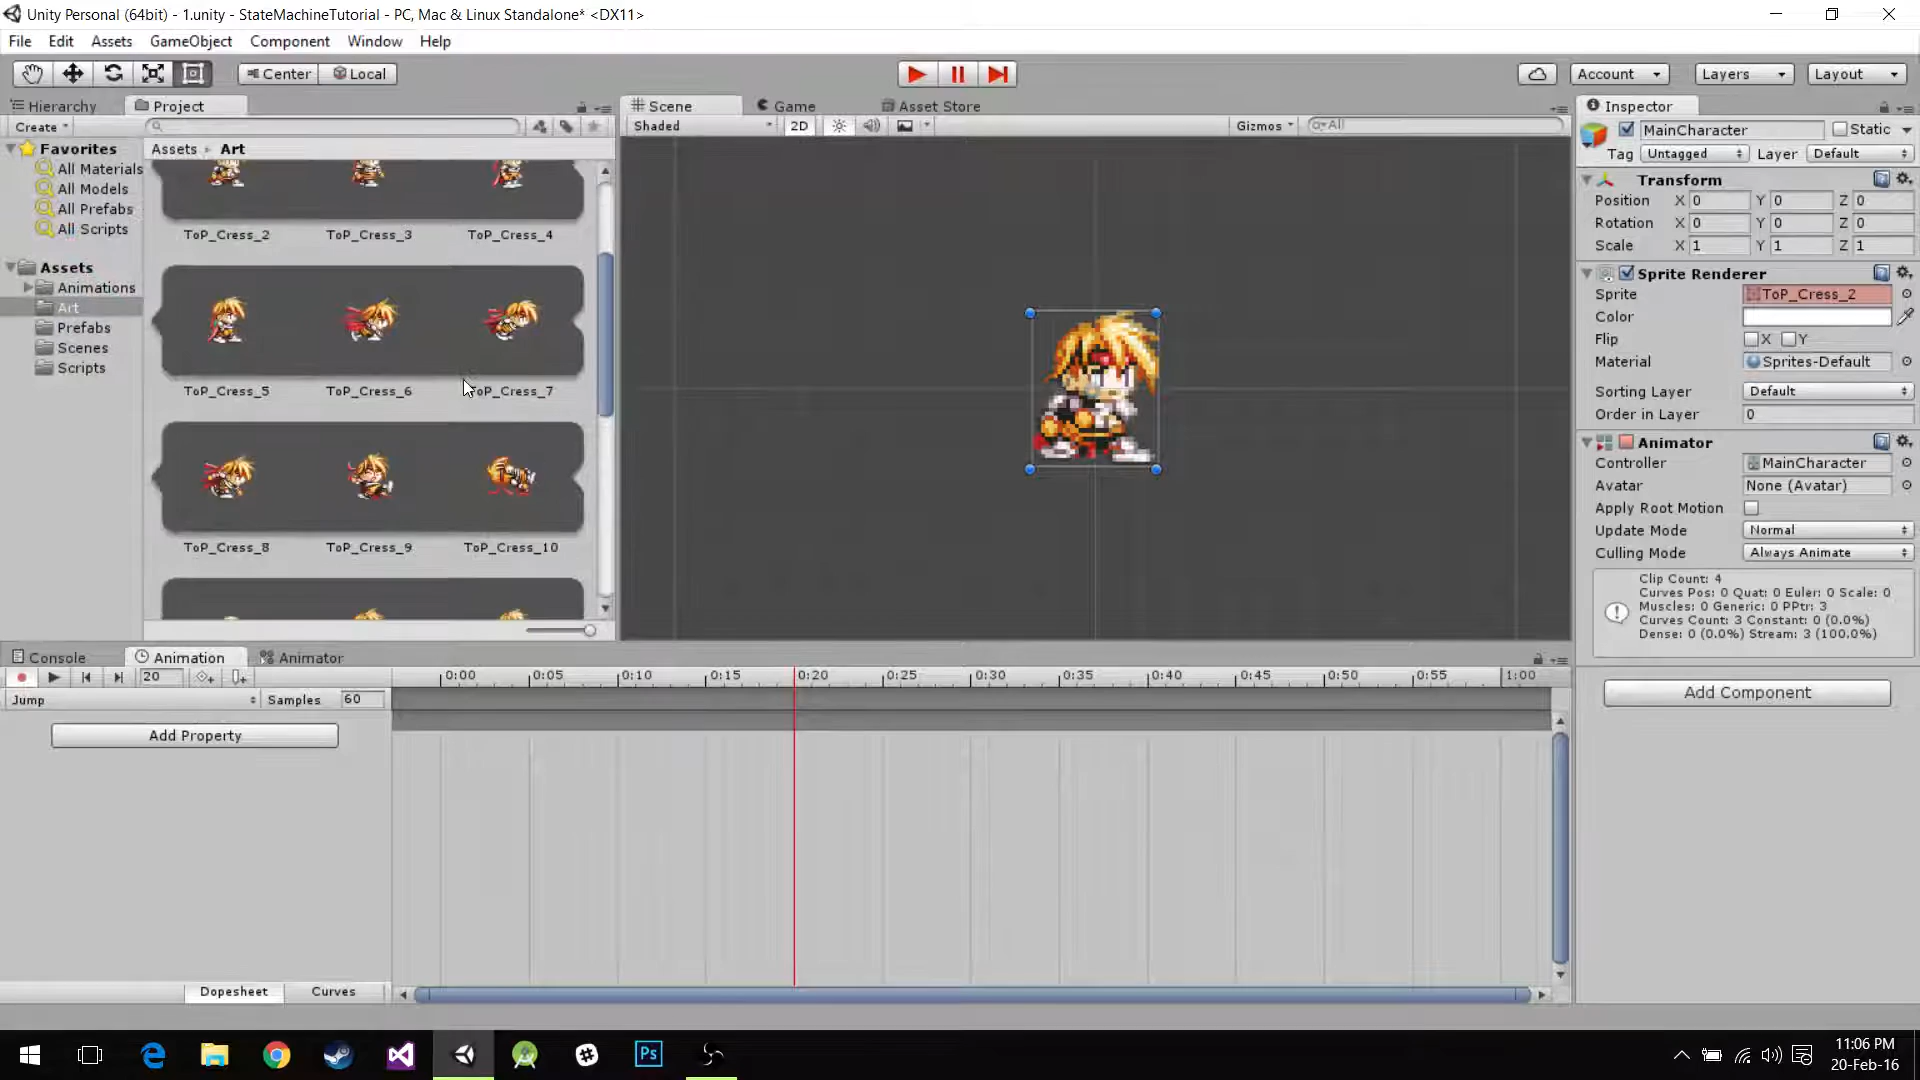 Unity Personal (64bit) - 1.unity - StateMachineTutorial - PC, Mac & Linux Standalone* <DX11>
File Edit Assets GameObject Component Window Help
Center Local Account Layers Layout
Hierarchy Project Scene Game Asset Store Inspector
Create Shaded 2D Gizmos All
MainCharacter Static
Tag Untagged Layer Default
Favorites
All Materials
All Models
All Prefabs
All Scripts
Assets
Animations
Art
Prefabs
Scenes
Scripts
Assets Art
ToP_Cress_2 ToP_Cress_3 ToP_Cress_4
ToP_Cress_5 ToP_Cress_6 ToP_Cress_7
ToP_Cress_8 ToP_Cress_9 ToP_Cress_10
Transform
Position X 0 Y 0 Z 0
Rotation X 0 Y 0 Z 0
Scale X 1 Y 1 Z 1
Sprite Renderer
Sprite ToP_Cress_2
Color
Flip X Y
Material Sprites-Default
Sorting Layer Default
Order in Layer 0
Animator
Controller MainCharacter
Avatar None (Avatar)
Apply Root Motion
Update Mode Normal
Culling Mode Always Animate
Clip Count: 4
Curves Pos: 0 Quat: 0 Euler: 0 Scale: 0
Muscles: 0 Generic: 0 PPtr: 3
Curves Count: 3 Constant: 0 (0.0%)
Dense: 0 (0.0%) Stream: 3 (100.0%)
Add Component
Console Animation Animator
20 0:00 0:05 0:10 0:15 0:20 0:25 0:30 0:35 0:40 0:45 0:50 0:55 1:00
Jump Samples 60
Add Property
Dopesheet Curves
Ps
11:06 PM
20-Feb-16